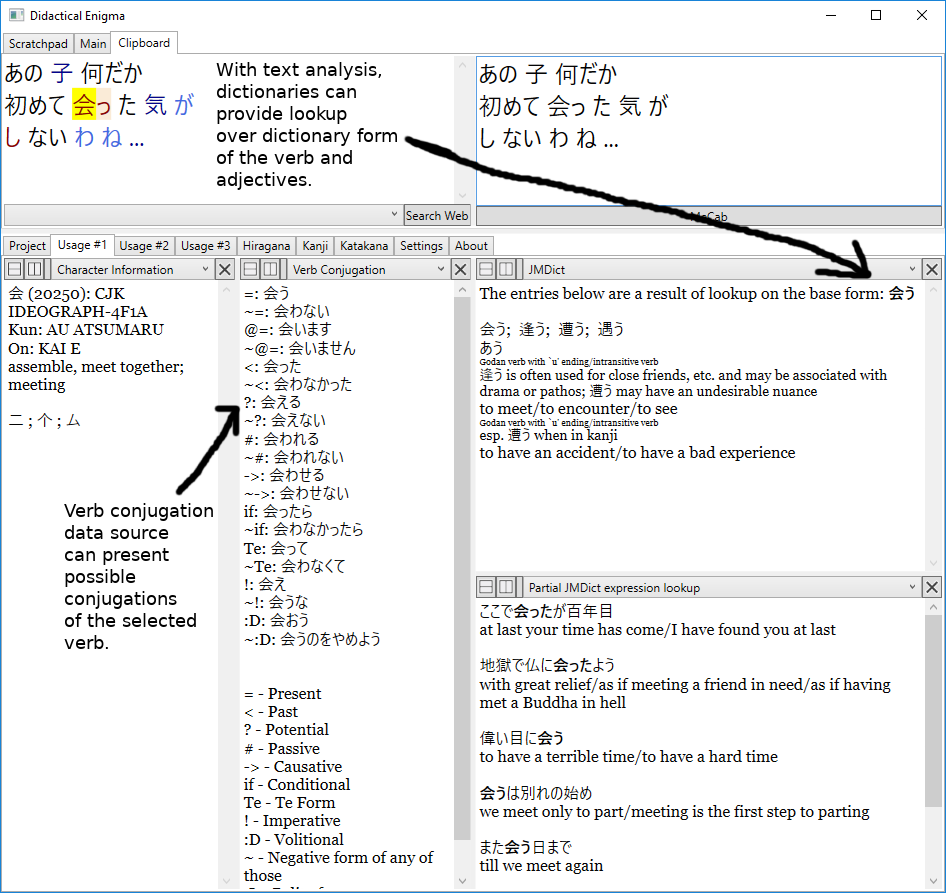 Didactical Enigma
Scratchpad Main Clipboard
あの 子 何だか
初めて 会っ た 気 が
し ない わ ね ...
With text analysis,
dictionaries can
provide lookup
over dictionary form
of the verb and
adjectives.
あの 子 何だか
初めて 会っ た 気 が
し ない わ ね ...
Search Web
MeCab
Project Usage #1 Usage #2 Usage #3 Hiragana Kanji Katakana Settings About
Character Information
会 (20250): CJK
IDEOGRAPH-4F1A
Kun: AU ATSUMARU
On: KAI E
assemble, meet together;
meeting
二 ; 个 ; ム
Verb conjugation
data source
can present
possible
conjugations
of the selected
verb.
Verb Conjugation
=: 会う
~=: 会わない
@=: 会います
~@=: 会いません
<: 会った
~<: 会わなかった
?: 会える
~?: 会えない
#: 会われる
~#: 会われない
->: 会わせる
~->: 会わせない
if: 会ったら
~if: 会わなかったら
Te: 会って
~Te: 会わなくて
!: 会え
~!: 会うな
:D: 会おう
~:D: 会うのをやめよう
= - Present
< - Past
? - Potential
# - Passive
-> - Causative
if - Conditional
Te - Te Form
! - Imperative
:D - Volitional
~ - Negative form of any of
those
JMDict
The entries below are a result of lookup on the base form: 会う
会う; 逢う; 遭う; 遇う
あう
Godan verb with `u' ending/intransitive verb
逢う is often used for close friends, etc. and may be associated with
drama or pathos; 遭う may have an undesirable nuance
to meet/to encounter/to see
Godan verb with `u' ending/intransitive verb
esp. 遭う when in kanji
to have an accident/to have a bad experience
Partial JMDict expression lookup
ここで会ったが百年目
at last your time has come/I have found you at last
地獄で仏に会ったよう
with great relief/as if meeting a friend in need/as if having
met a Buddha in hell
偉い目に会う
to have a terrible time/to have a hard time
会うは別れの始め
we meet only to part/meeting is the first step to parting
また会う日まで
till we meet again